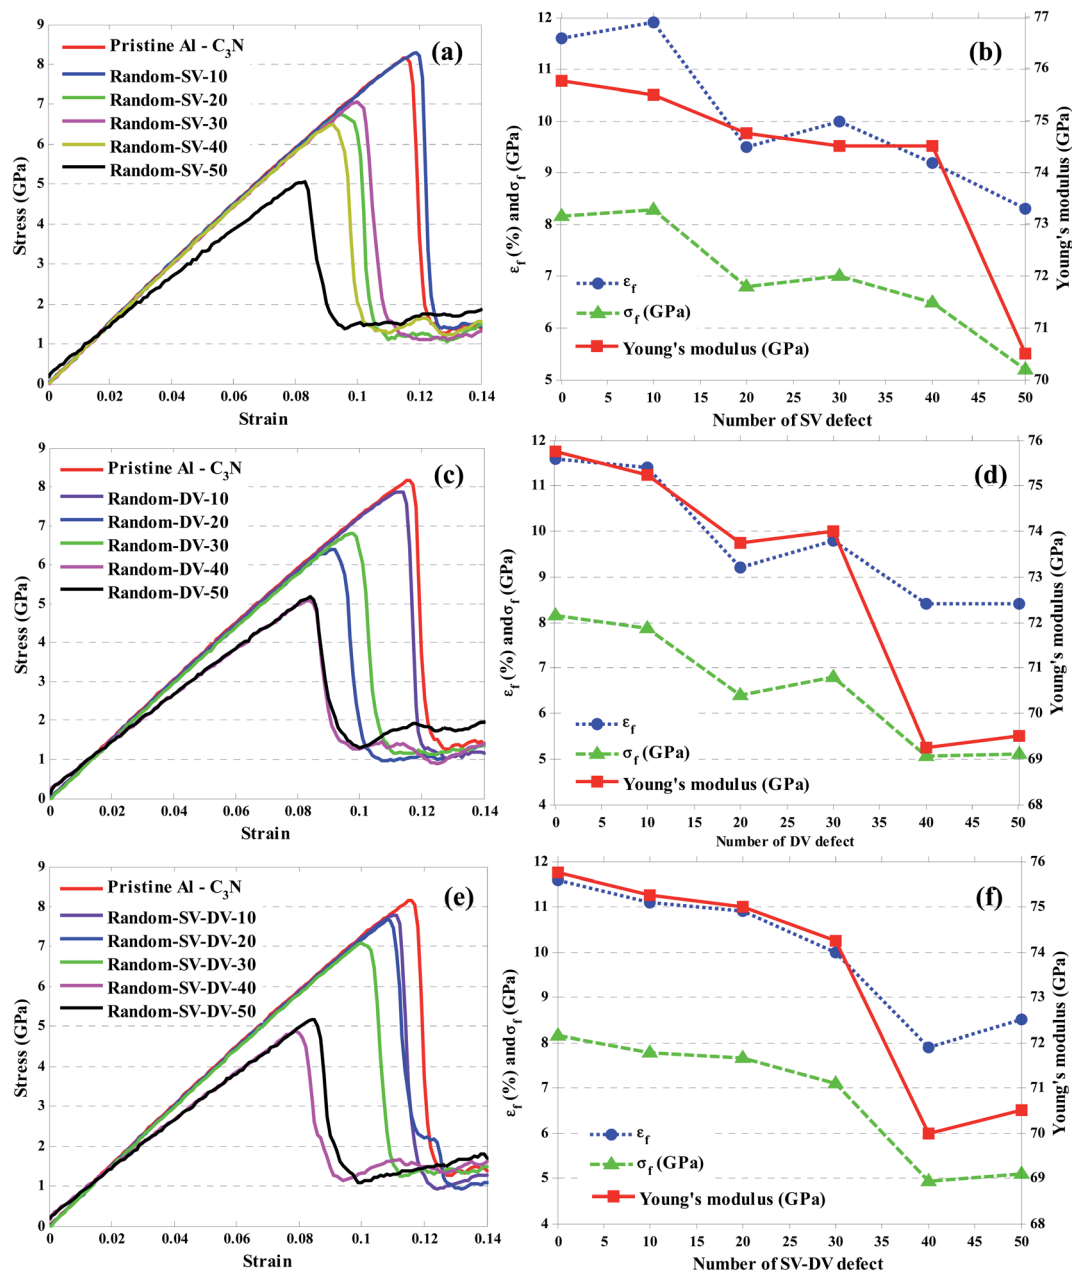 (a)
Stress (GPa)
9
8
7
6
5
4
3
2
1
0
Pristine Al - C3N
Random-SV-10
Random-SV-20
Random-SV-30
Random-SV-40
Random-SV-50
0 0.02 0.04 0.06 0.08 0.1 0.12 0.14
Strain
(b)
εf (%) and σf (GPa)
12
11
10
9
8
7
6
5
εf
σf (GPa)
Young's modulus (GPa)
77
76
75
74
73
72
71
70
Young's modulus (GPa)
0 5 10 15 20 25 30 35 40 45 50
Number of SV defect
(c)
Stress (GPa)
9
8
7
6
5
4
3
2
1
0
Pristine Al - C3N
Random-DV-10
Random-DV-20
Random-DV-30
Random-DV-40
Random-DV-50
0 0.02 0.04 0.06 0.08 0.1 0.12 0.14
Strain
(d)
εf (%) and σf (GPa)
12
11
10
9
8
7
6
5
4
εf
σf (GPa)
Young's modulus (GPa)
76
75
74
73
72
71
70
69
68
Young's modulus (GPa)
0 5 10 15 20 25 30 35 40 45 50
Number of DV defect
(e)
Stress (GPa)
9
8
7
6
5
4
3
2
1
0
Pristine Al - C3N
Random-SV-DV-10
Random-SV-DV-20
Random-SV-DV-30
Random-SV-DV-40
Random-SV-DV-50
0 0.02 0.04 0.06 0.08 0.1 0.12 0.14
Strain
(f)
εf (%) and σf (GPa)
12
11
10
9
8
7
6
5
4
εf
σf (GPa)
Young's modulus (GPa)
76
75
74
73
72
71
70
69
68
Young's modulus (GPa)
0 5 10 15 20 25 30 35 40 45 50
Number of SV-DV defect